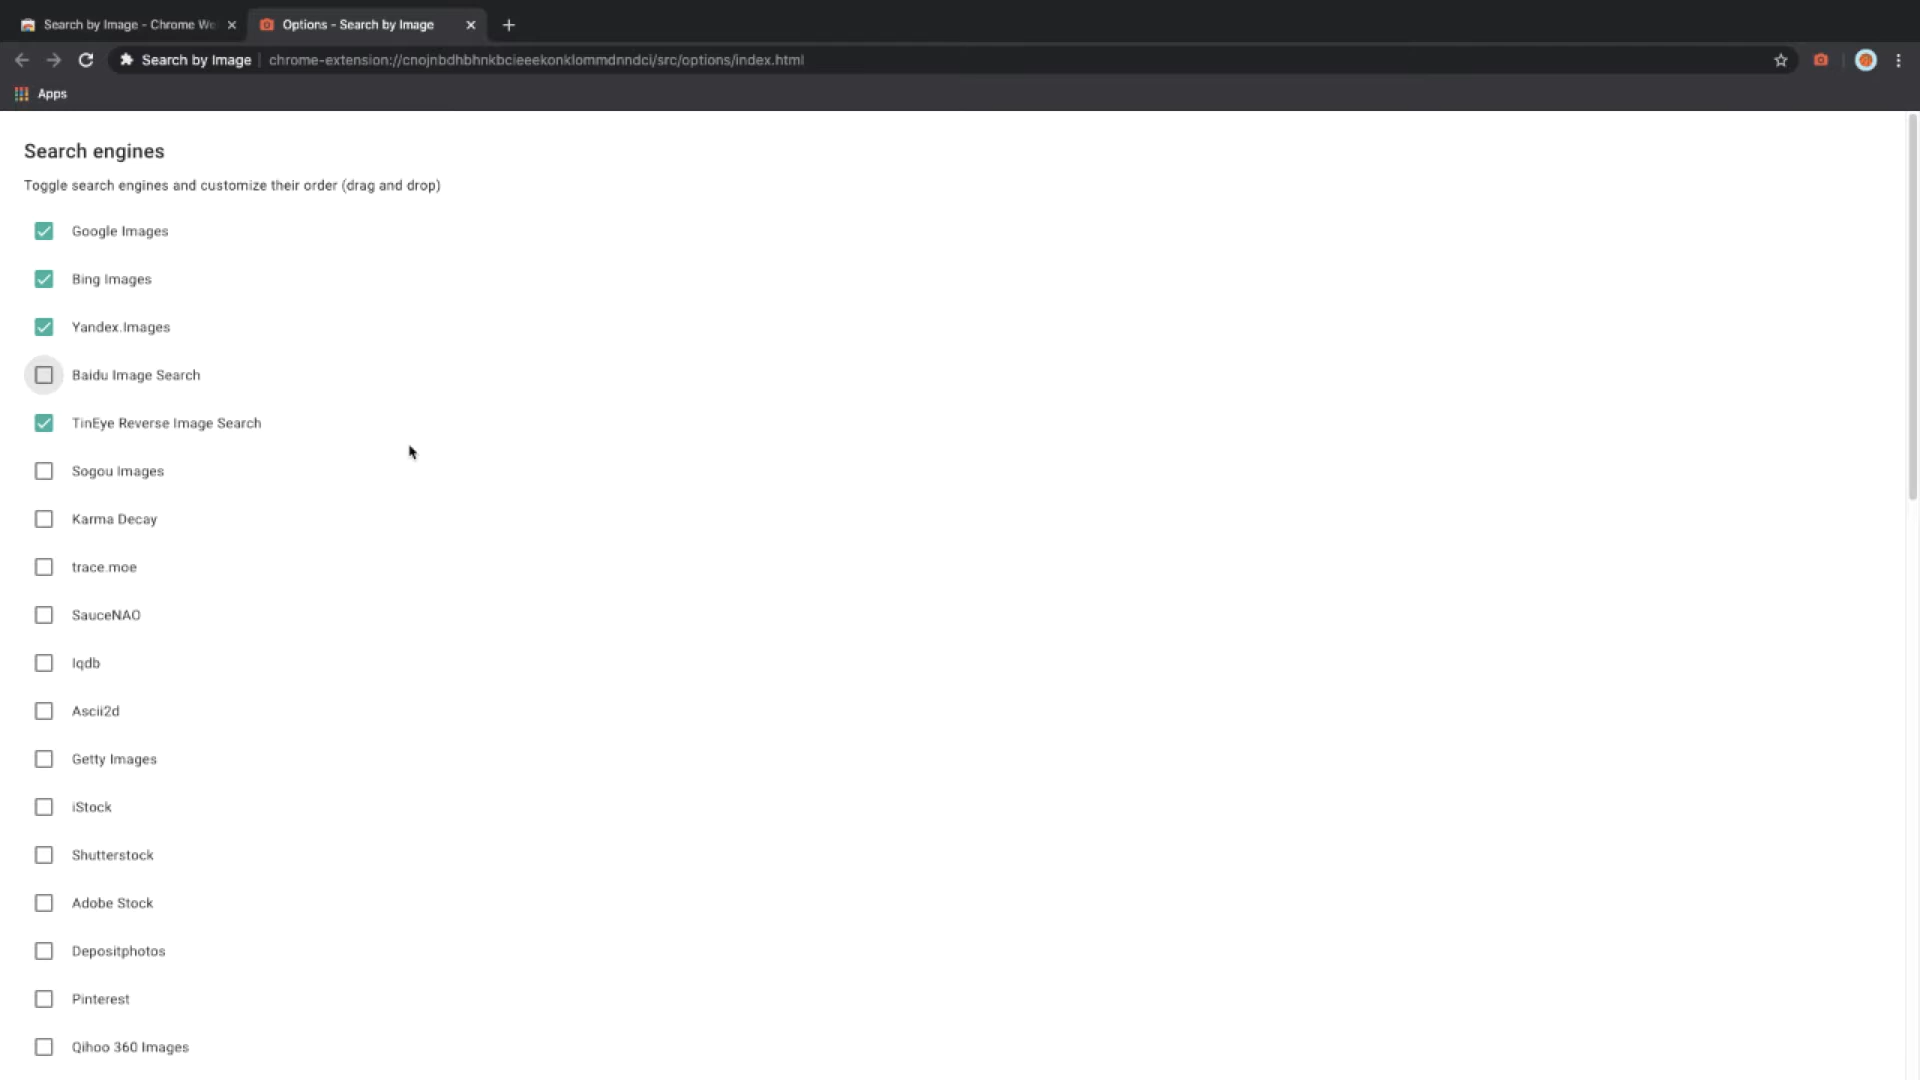 Search by Image - Chrome We
Options - Search by Image
Search by Image
chrome-extension://cnojnbdhbhnkbcieeekonklommdnndci/src/options/index.html
Apps
Search engines
Toggle search engines and customize their order (drag and drop)
Google Images
Bing Images
Yandex.Images
Baidu Image Search
TinEye Reverse Image Search
Sogou Images
Karma Decay
trace.moe
SauceNAO
Iqdb
Ascii2d
Getty Images
iStock
Shutterstock
Adobe Stock
Depositphotos
Pinterest
Qihoo 360 Images